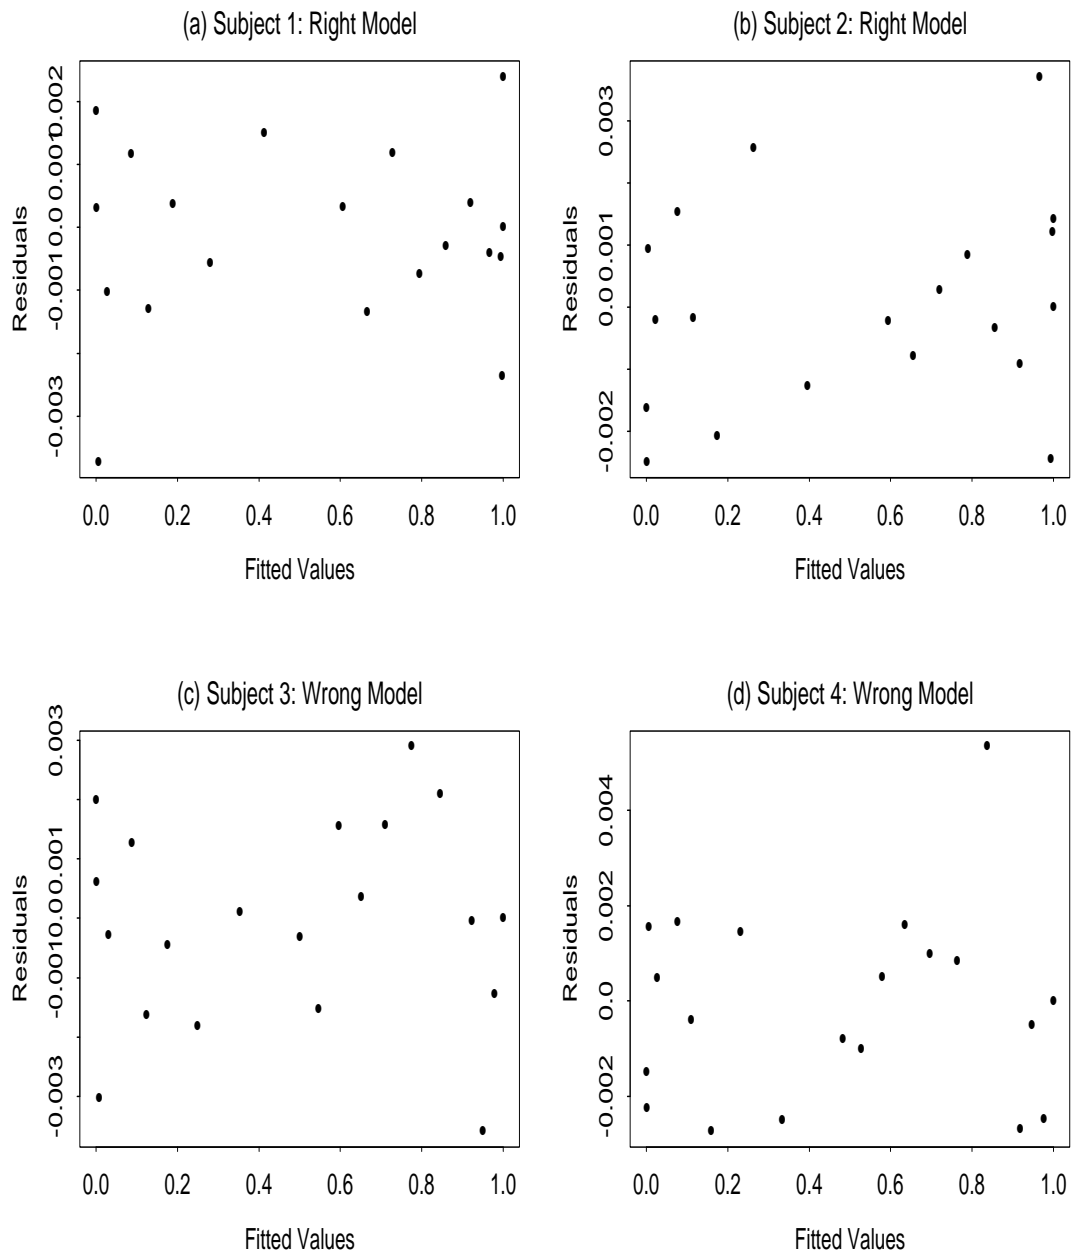 (a) Subject 1: Right Model
Residuals
-0.003 -0.001 0.0 0.001 0.002
0.0 0.2 0.4 0.6 0.8 1.0
Fitted Values
(b) Subject 2: Right Model
Residuals
-0.002 0.0 0.001 0.003
0.0 0.2 0.4 0.6 0.8 1.0
Fitted Values
(c) Subject 3: Wrong Model
Residuals
-0.003 -0.001 0.0 0.001 0.003
0.0 0.2 0.4 0.6 0.8 1.0
Fitted Values
(d) Subject 4: Wrong Model
Residuals
-0.002 0.0 0.002 0.004
0.0 0.2 0.4 0.6 0.8 1.0
Fitted Values